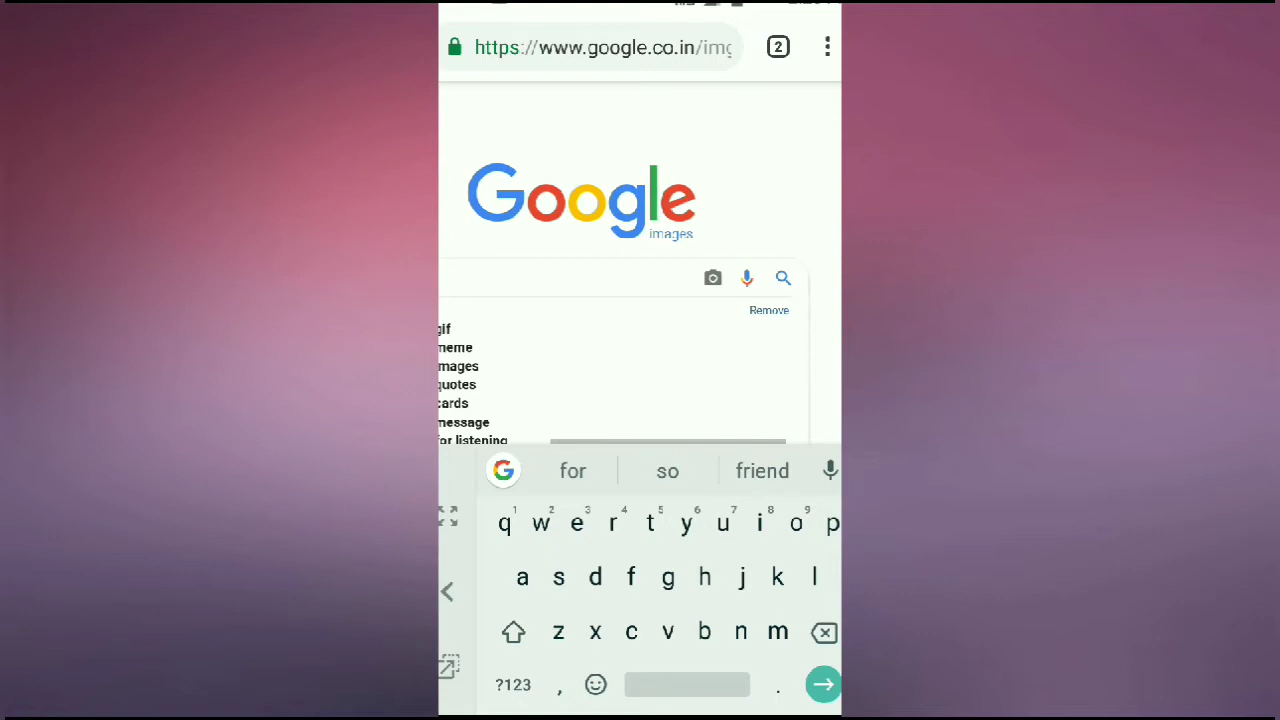 https://www.google.co.in/img 2
Google
images
Remove
gif
meme
images
quotes
cards
message
for listening
G for so friend
1 2 3 4 5 6 7 8 9
q w e r t y u i o p
a s d f g h j k l
z x c v b n m
?123 , .